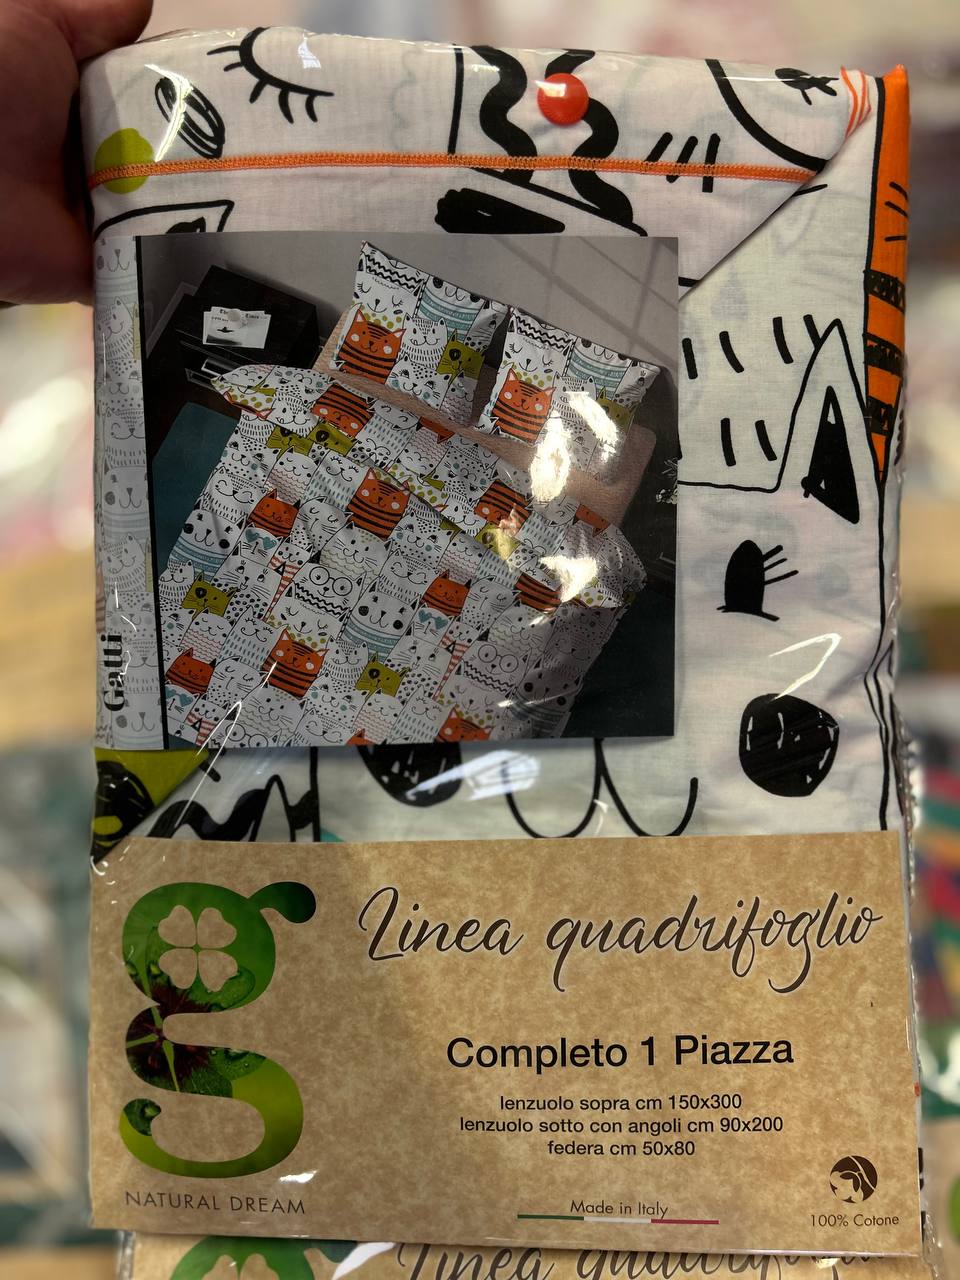 Gatti
Linea quadrifoglio
Completo 1 Piazza
lenzuolo sopra cm 150x300
lenzuolo sotto con angoli cm 90x200
federa cm 50x80
g
NATURAL DREAM
Made in Italy
100% Cotone
Linea quadrifoglio